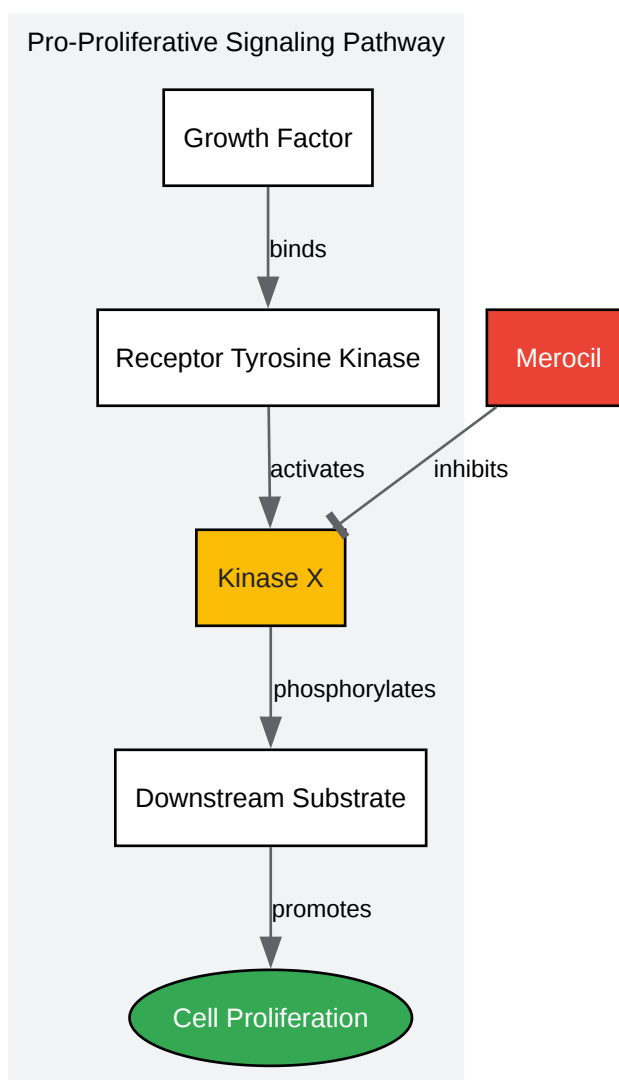 Pro-Proliferative Signaling Pathway
Growth Factor
binds
Receptor Tyrosine Kinase
Merocil
activates
inhibits
Kinase X
phosphorylates
Downstream Substrate
promotes
Cell Proliferation